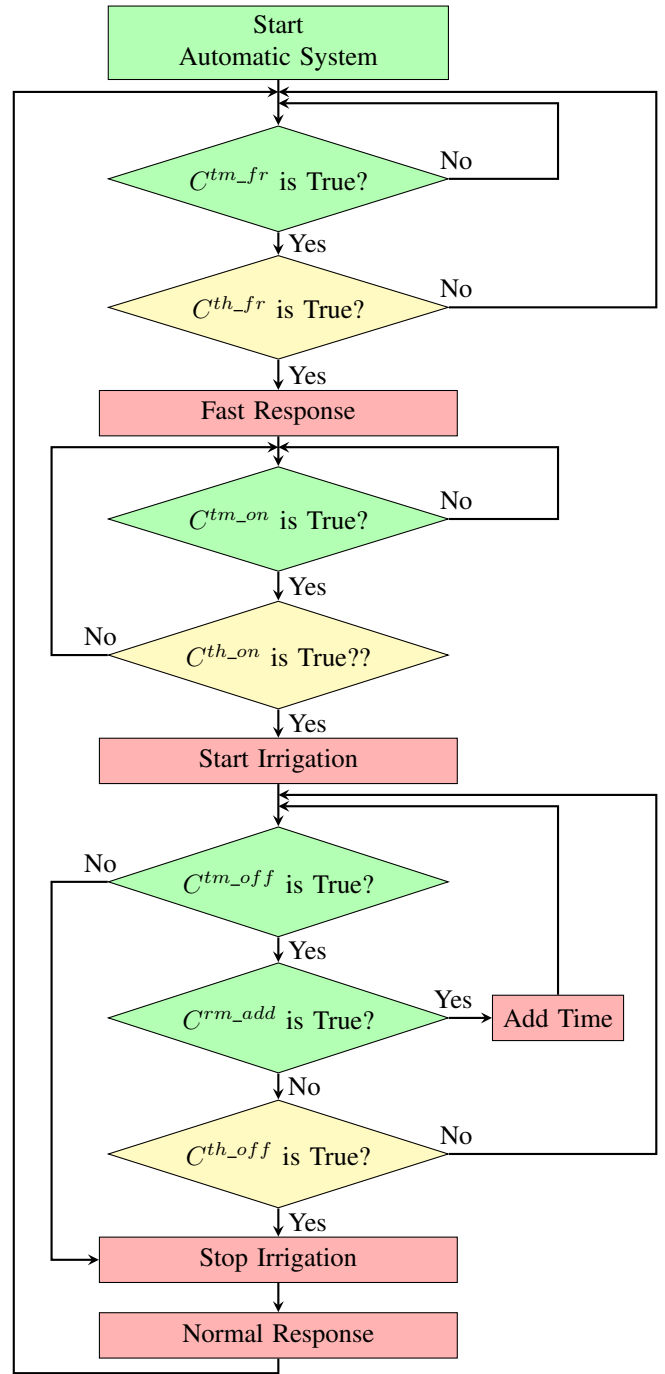 Start
Automatic System
C^{tm_fr} is True?
No
Yes
C^{th_fr} is True?
No
Yes
Fast Response
C^{tm_on} is True?
No
Yes
No
C^{th_on} is True??
Yes
Start Irrigation
No
C^{tm_off} is True?
Yes
C^{rm_add} is True?
Yes
Add Time
No
C^{th_off} is True?
No
Yes
Stop Irrigation
Normal Response